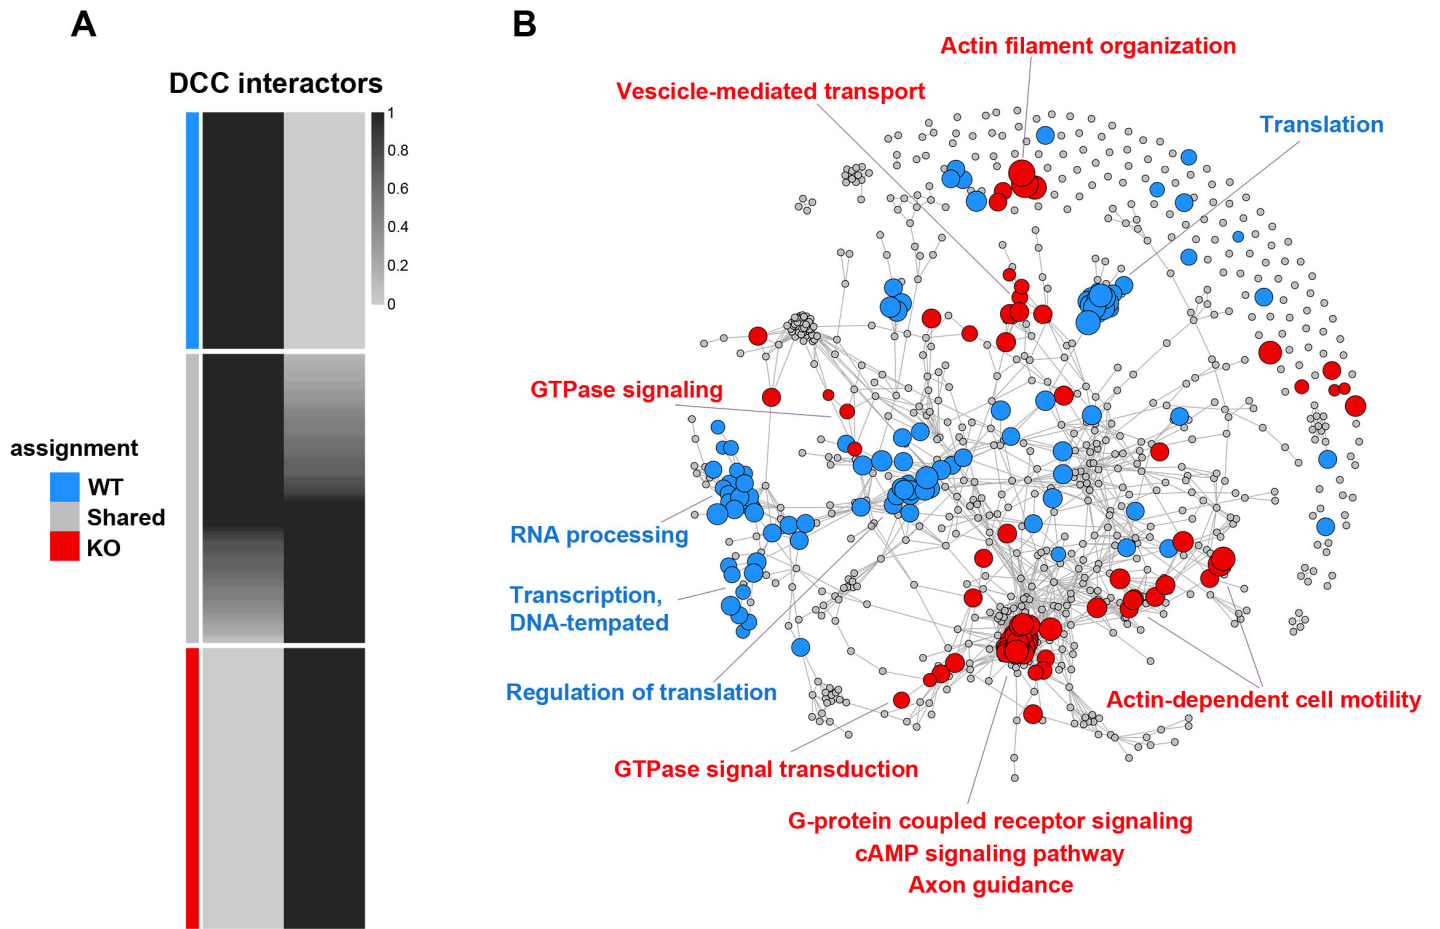 A
DCC interactors
1
0.8
0.6
0.4
0.2
0
assignment
WT
Shared
KO
B
Actin filament organization
Vescicle-mediated transport
Translation
GTPase signaling
RNA processing
Transcription,
DNA-tempated
Regulation of translation
Actin-dependent cell motility
GTPase signal transduction
G-protein coupled receptor signaling
cAMP signaling pathway
Axon guidance